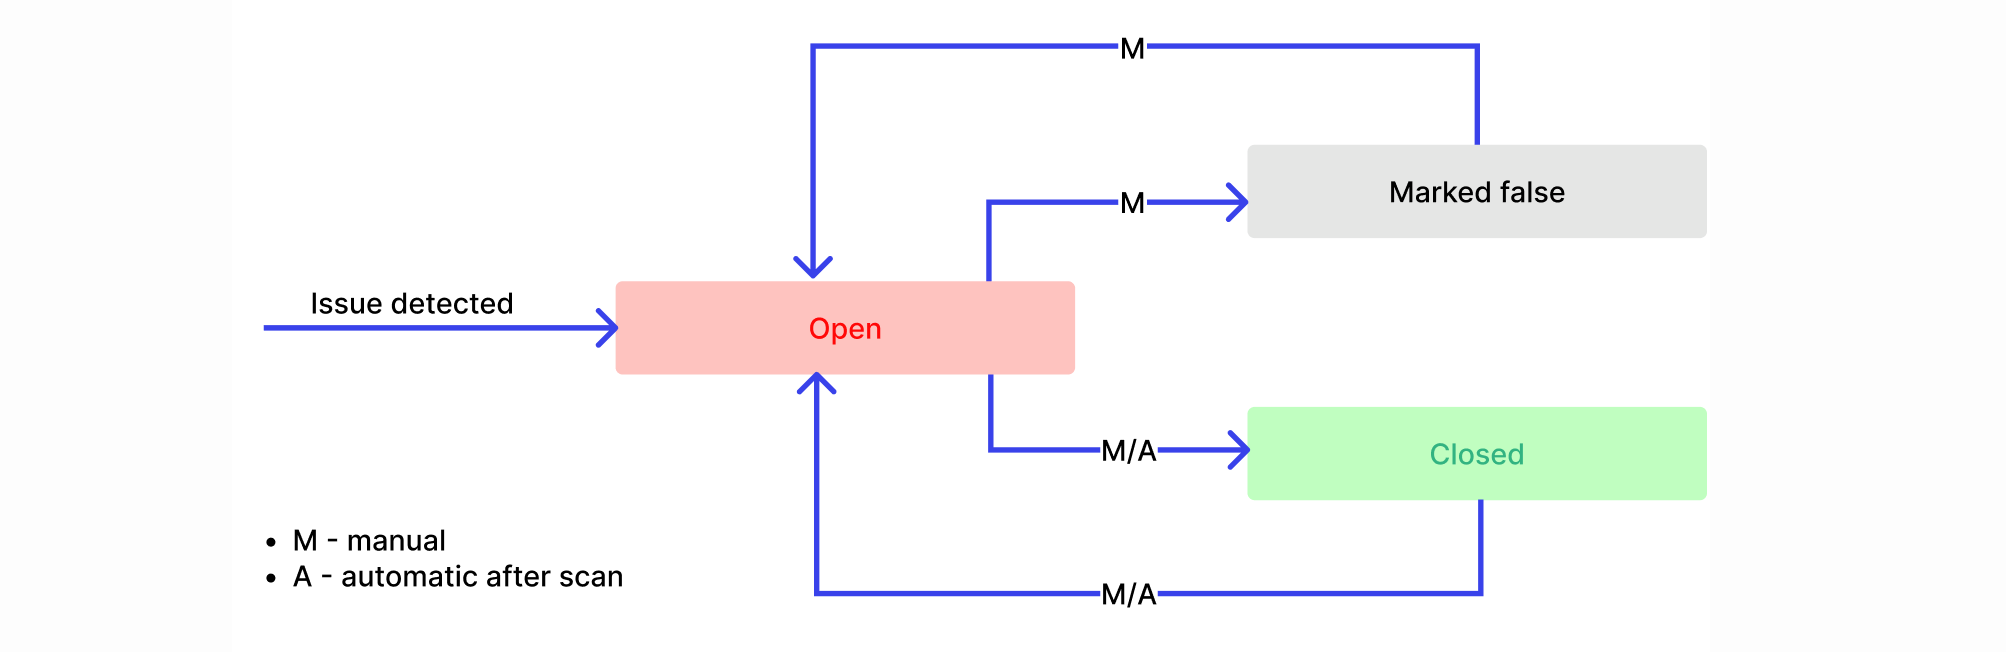 M
Marked false
M
Issue detected
Open
M/A
Closed
• M - manual
• A - automatic after scan
M/A